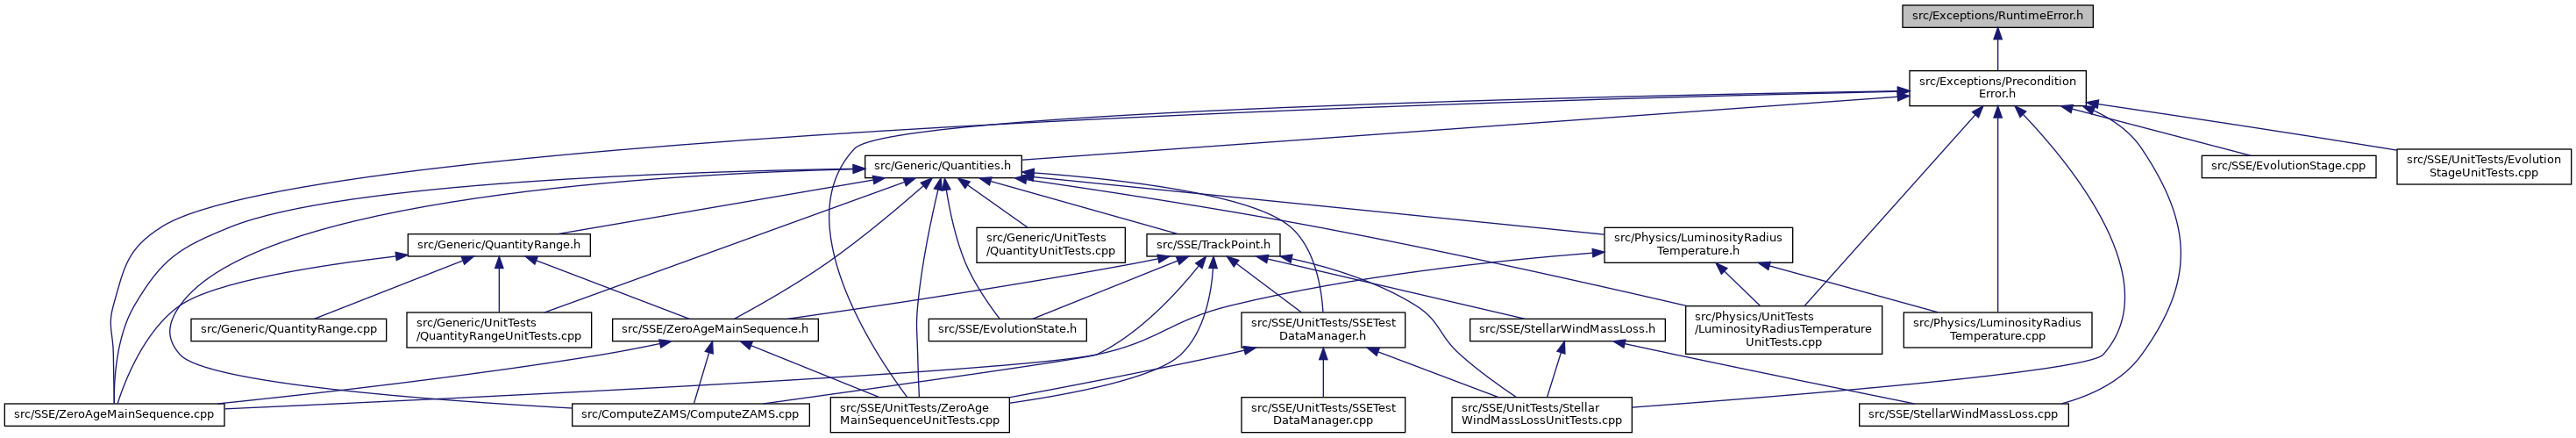 src/Exceptions/RuntimeError.h
src/Exceptions/Precondition
Error.h
src/Generic/Quantities.h
src/SSE/EvolutionStage.cpp
src/SSE/UnitTests/Evolution
StageUnitTests.cpp
src/Generic/QuantityRange.h
src/Generic/UnitTests
/QuantityUnitTests.cpp
src/SSE/TrackPoint.h
src/Physics/LuminosityRadius
Temperature.h
src/Generic/QuantityRange.cpp
src/Generic/UnitTests
/QuantityRangeUnitTests.cpp
src/SSE/ZeroAgeMainSequence.h
src/SSE/EvolutionState.h
src/SSE/UnitTests/SSETest
DataManager.h
src/SSE/StellarWindMassLoss.h
src/Physics/UnitTests
/LuminosityRadiusTemperature
UnitTests.cpp
src/Physics/LuminosityRadius
Temperature.cpp
src/SSE/ZeroAgeMainSequence.cpp
src/ComputeZAMS/ComputeZAMS.cpp
src/SSE/UnitTests/ZeroAge
MainSequenceUnitTests.cpp
src/SSE/UnitTests/SSETest
DataManager.cpp
src/SSE/UnitTests/Stellar
WindMassLossUnitTests.cpp
src/SSE/StellarWindMassLoss.cpp